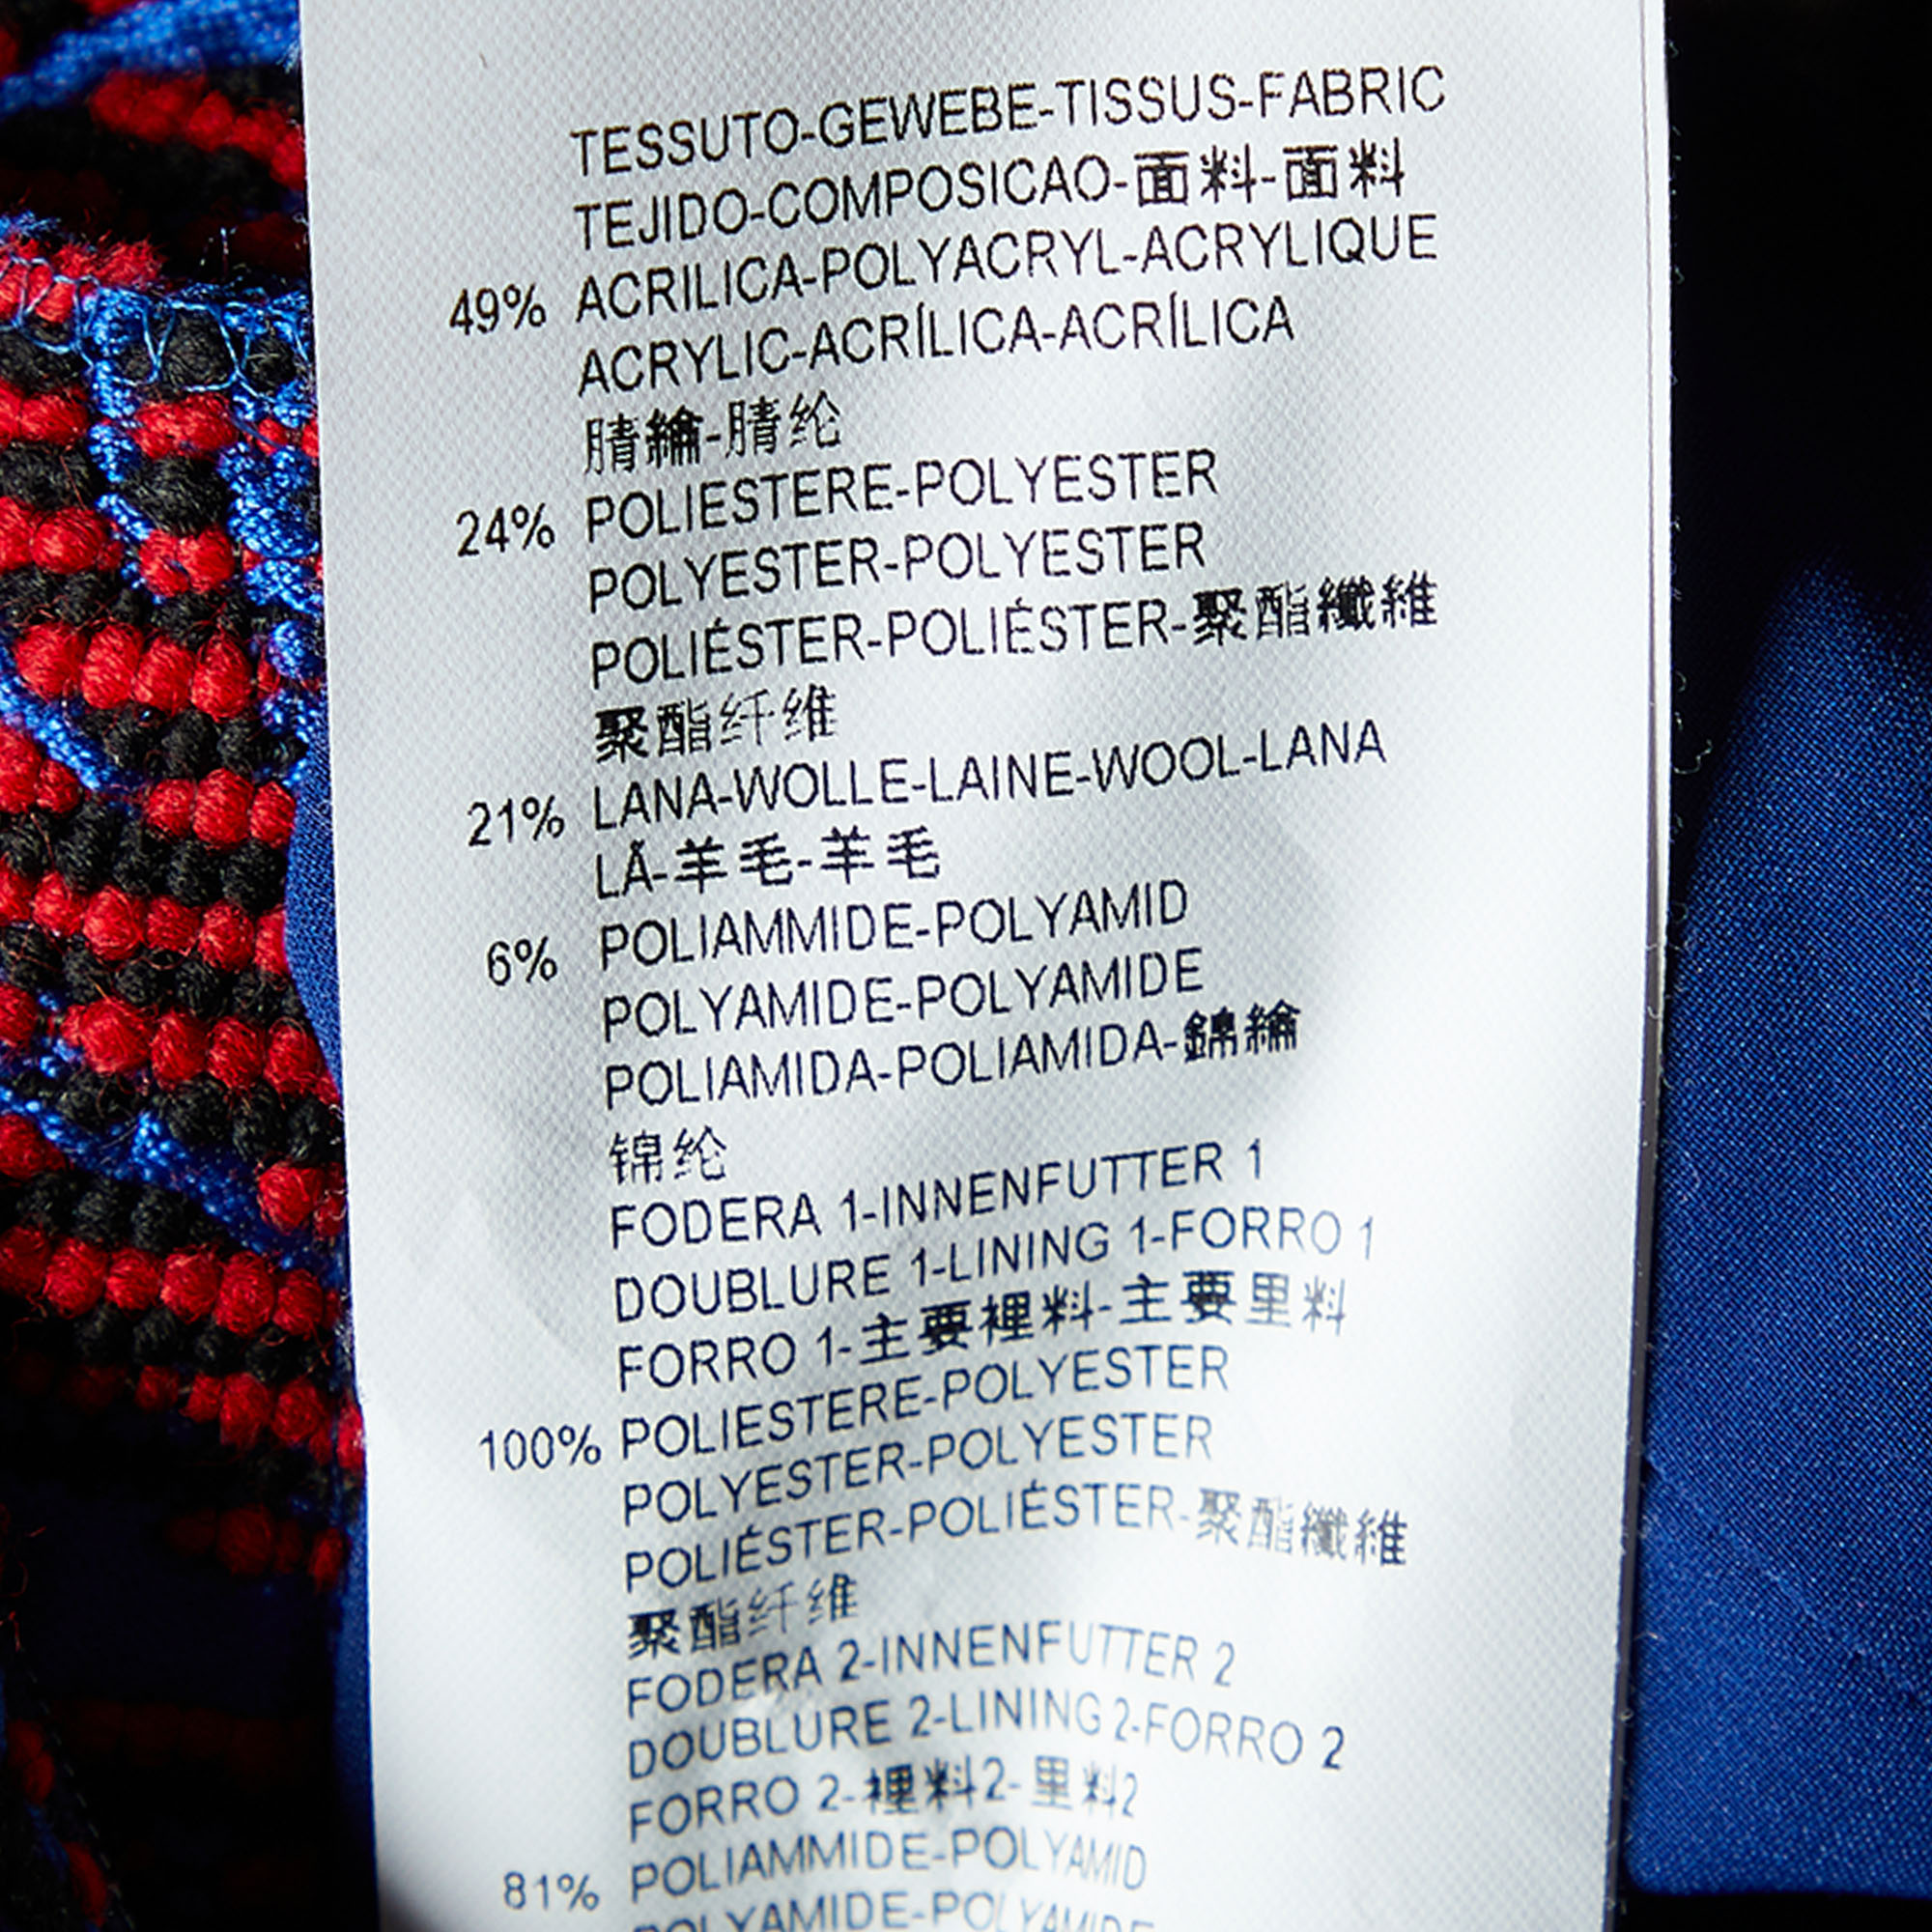 TESSUTO-GEWEBE-TISSUS-FABRIC
TEJIDO-COMPOSICAO-面料-面料
49% ACRILICA-POLYACRYL-ACRYLIQUE
ACRYLIC-ACRÍLICA-ACRÍLICA
腈綸-腈纶
24% POLIESTERE-POLYESTER
POLYESTER-POLYESTER
POLIÉSTER-POLIÉSTER-聚酯纖維
聚酯纤维
21% LANA-WOLLE-LAINE-WOOL-LANA
LÃ-羊毛-羊毛
6% POLIAMMIDE-POLYAMID
POLYAMIDE-POLYAMIDE
POLIAMIDA-POLIAMIDA-錦綸
锦纶
FODERA 1-INNENFUTTER 1
DOUBLURE 1-LINING 1-FORRO 1
FORRO 1-主要裡料-主要里料
100% POLIESTERE-POLYESTER
POLYESTER-POLYESTER
POLIÉSTER-POLIÉSTER-聚酯纖維
聚酯纤维
FODERA 2-INNENFUTTER 2
DOUBLURE 2-LINING 2-FORRO 2
FORRO 2-裡料2-里料2
81% POLIAMMIDE-POLYAMID
POLYAMIDE-POLYAMIDE